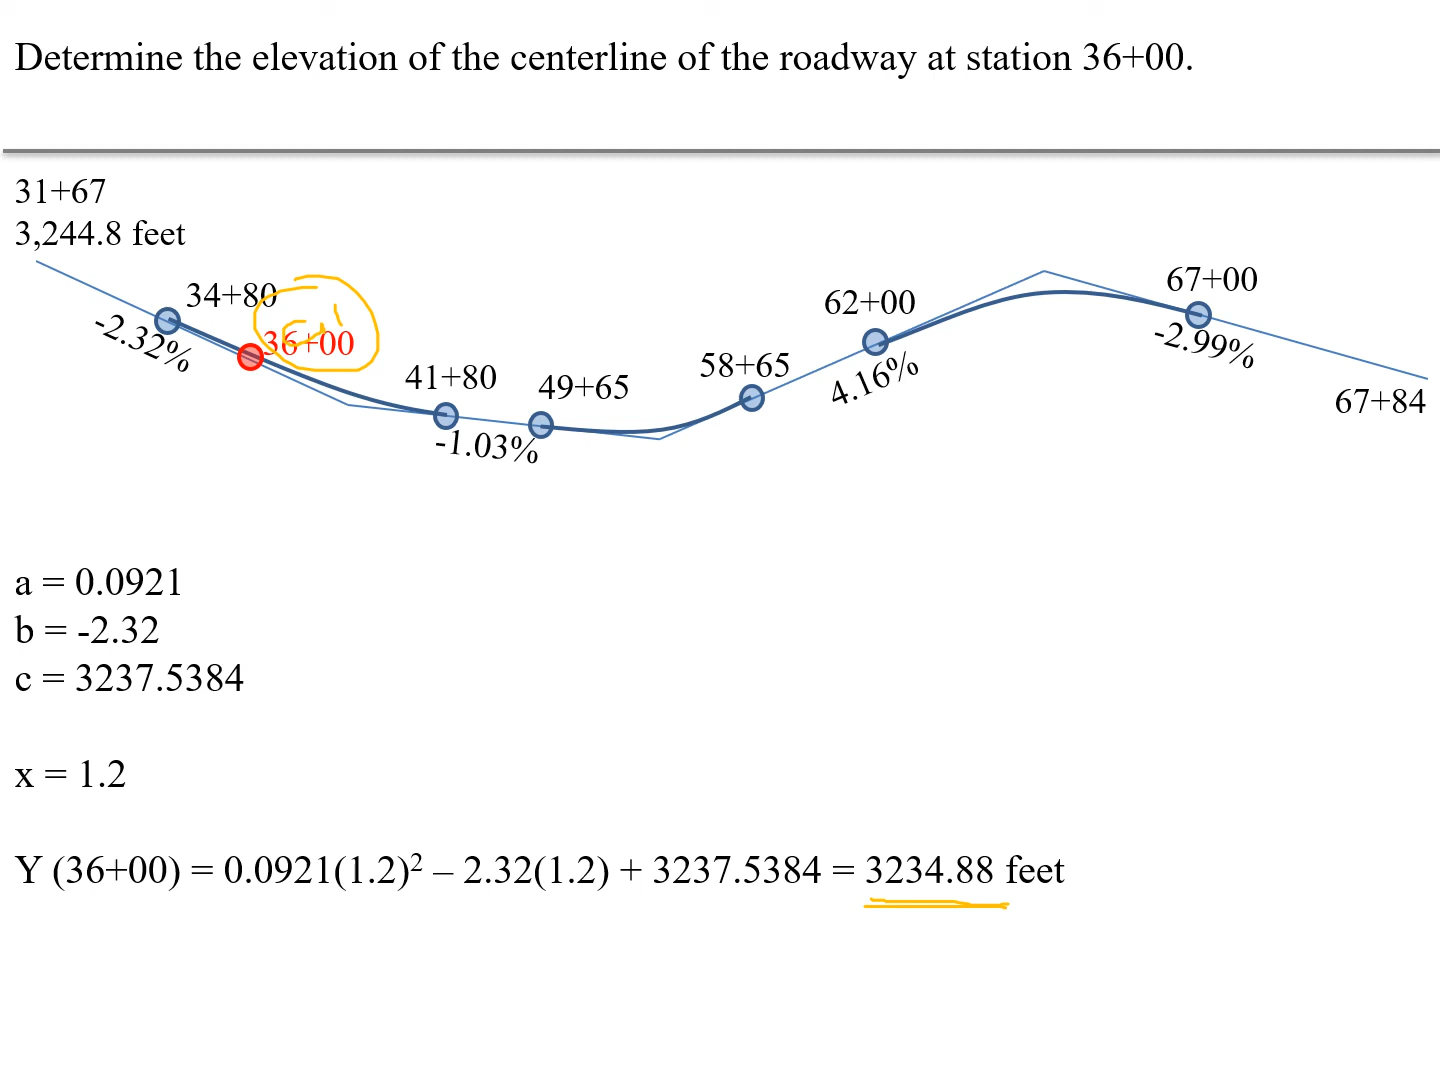 Determine the elevation of the centerline of the roadway at station 36+00.
31+67
3,244.8 feet
34+80
-2.32%
36+00
41+80
-1.03%
49+65
58+65
62+00
4.16%
67+00
-2.99%
67+84
a = 0.0921
b = -2.32
c = 3237.5384
x = 1.2
Y (36+00) = 0.0921(1.2)² – 2.32(1.2) + 3237.5384 = 3234.88 feet